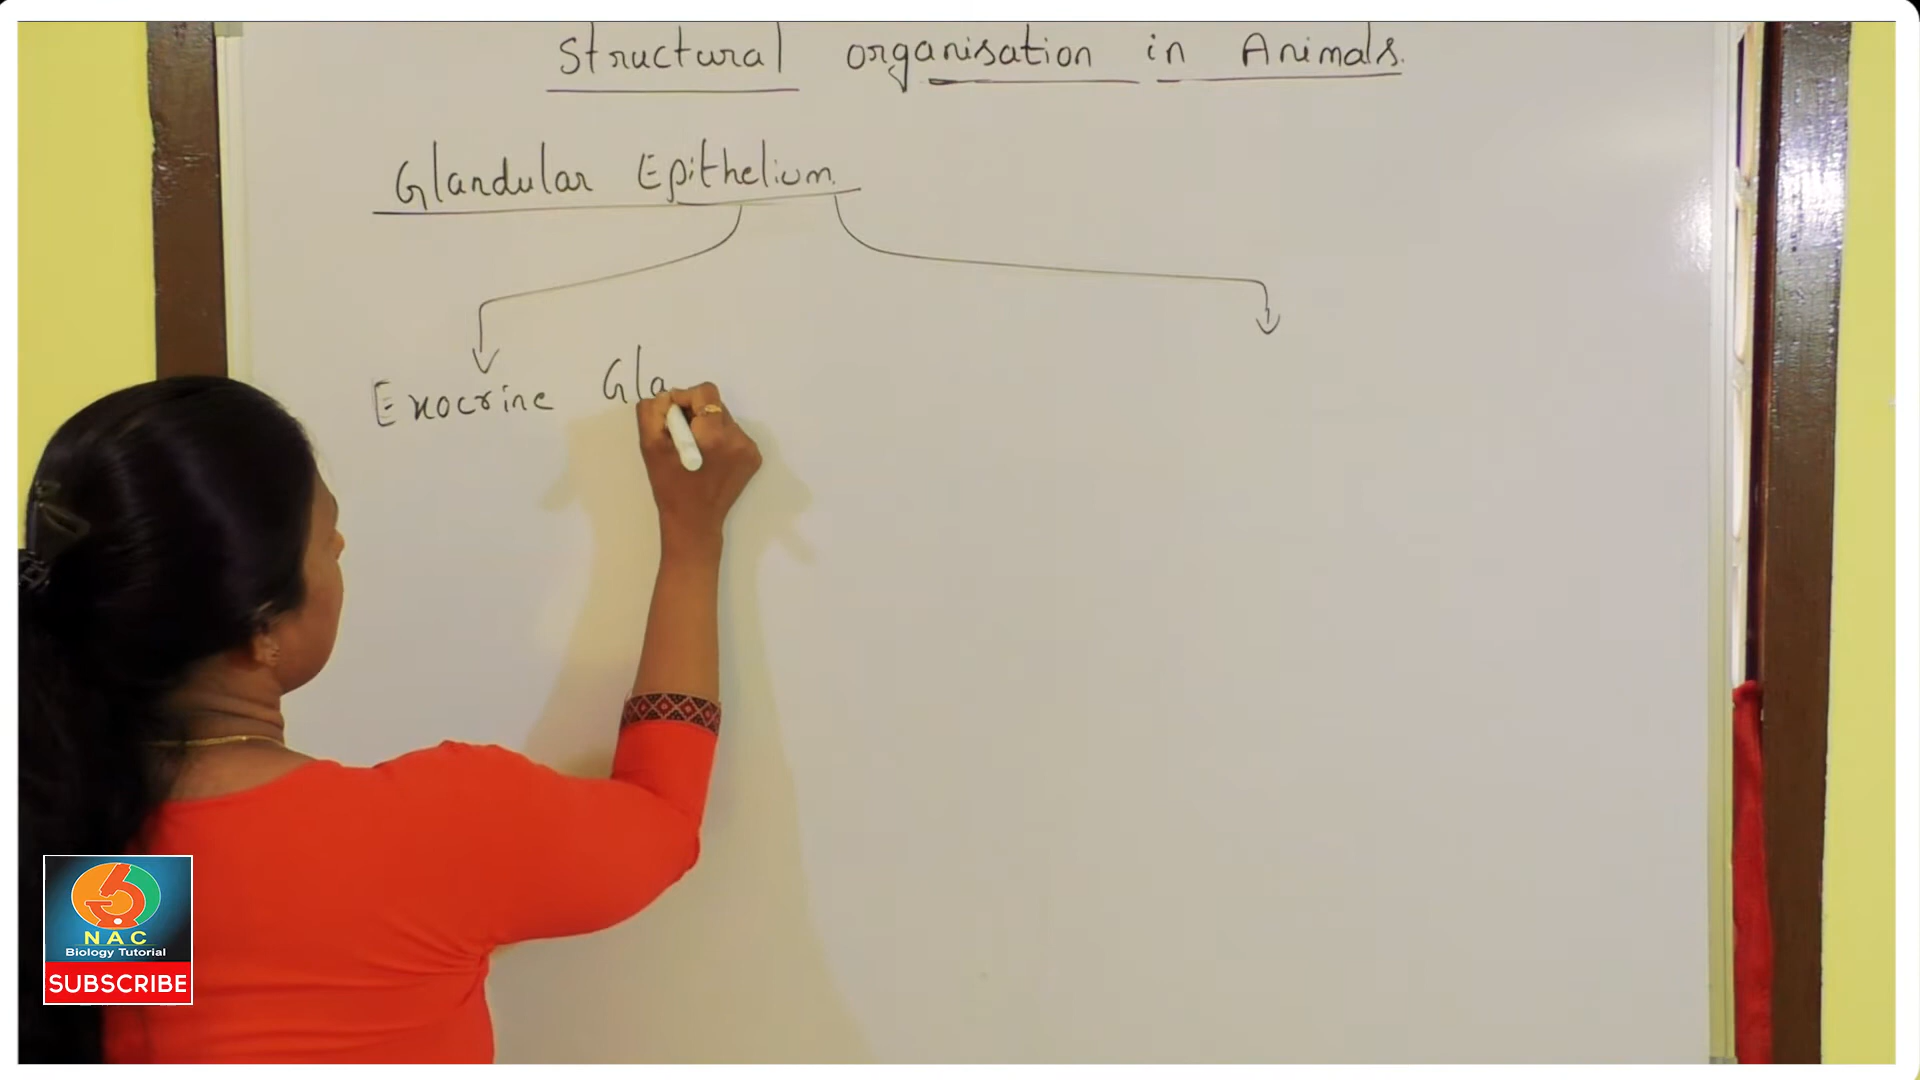 Structural organisation in Animals.
Glandular Epithelium.
Exocrine Gla
NAC
Biology Tutorial
SUBSCRIBE